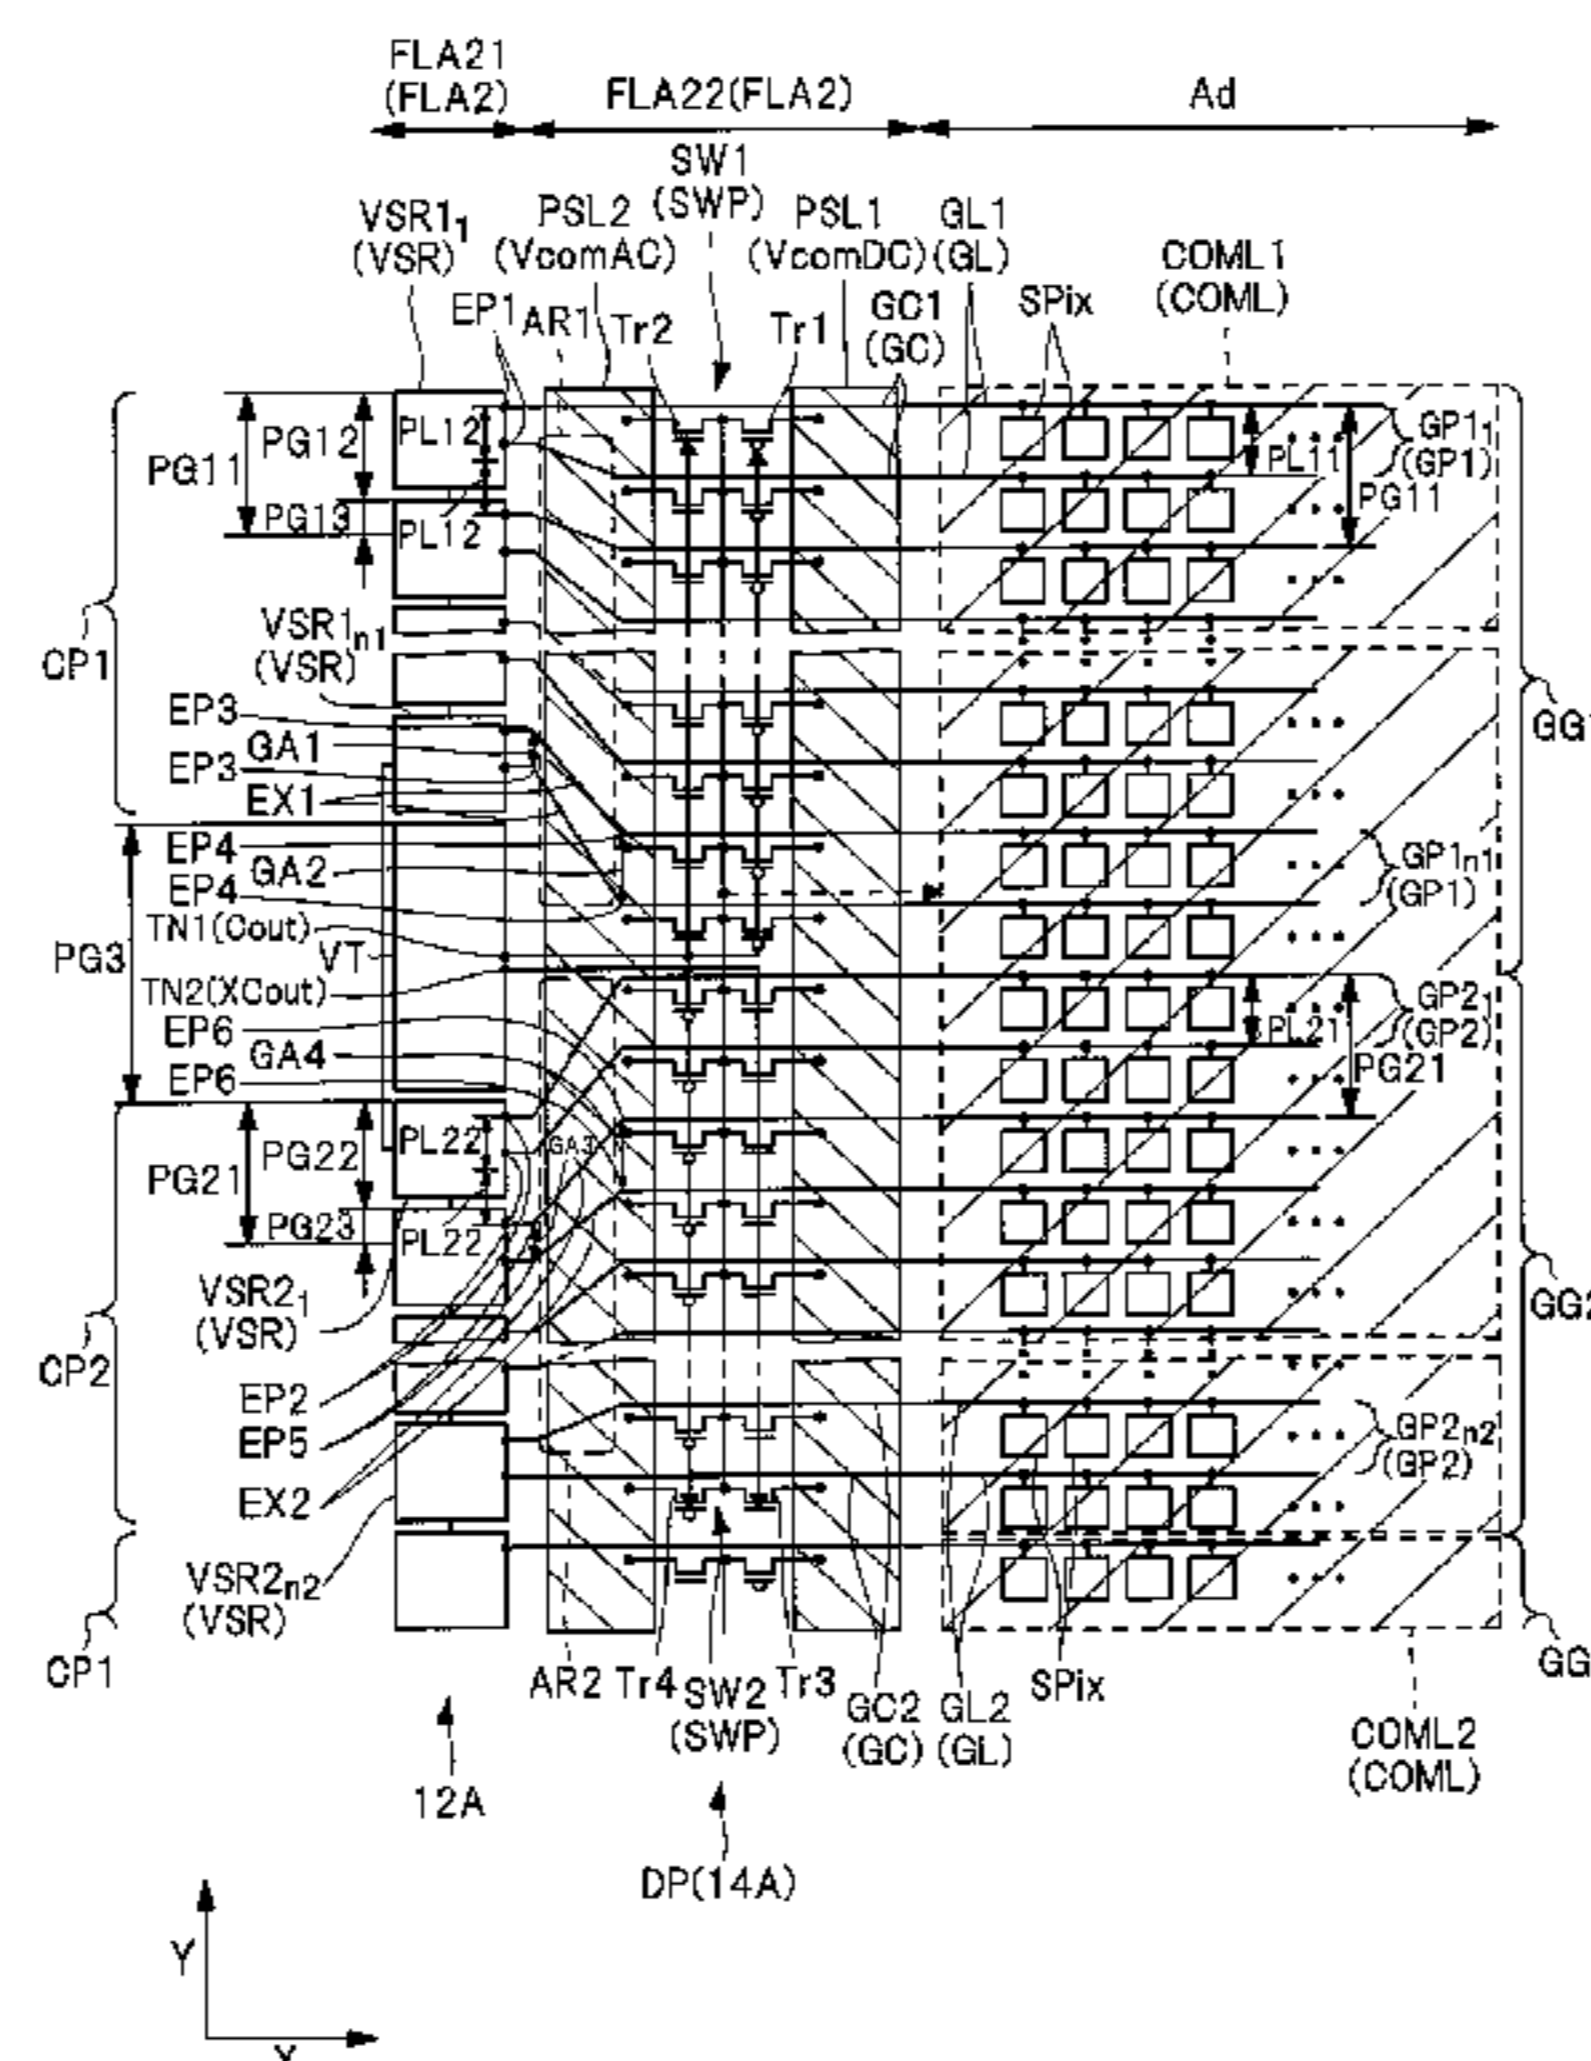 FLA21
(FLA2)
FLA22(FLA2)
Ad
SW1
(SWP)
VSR1₁
(VSR)
PSL2
(VcomAC)
PSL1
(VcomDC)
GL1
(GL)
COML1
(COML)
EP1
AR1
Tr2
Tr1
GC1
(GC)
SPix
PG11
PG12
PL12
PG13
PL12
PL11
PG11
GP1₁
(GP1)
CP1
VSR1n1
(VSR)
EP3
GA1
EP3
EX1
EP4
GA2
EP4
TN1(Cout)
PG3
VT
TN2(XCout)
EP6
GA4
EP6
GP1n1
(GP1)
GP2₁
(GP2)
PL21
PG21
PG21
PG22
PL22
GA3
PG23
PL22
VSR2₁
(VSR)
CP2
EP2
EP5
EX2
GG2
GP2n2
(GP2)
VSR2n2
(VSR)
CP1
AR2
Tr4
SW2
(SWP)
Tr3
GC2
(GC)
GL2
(GL)
SPix
COML2
(COML)
12A
DP(14A)
Y
X